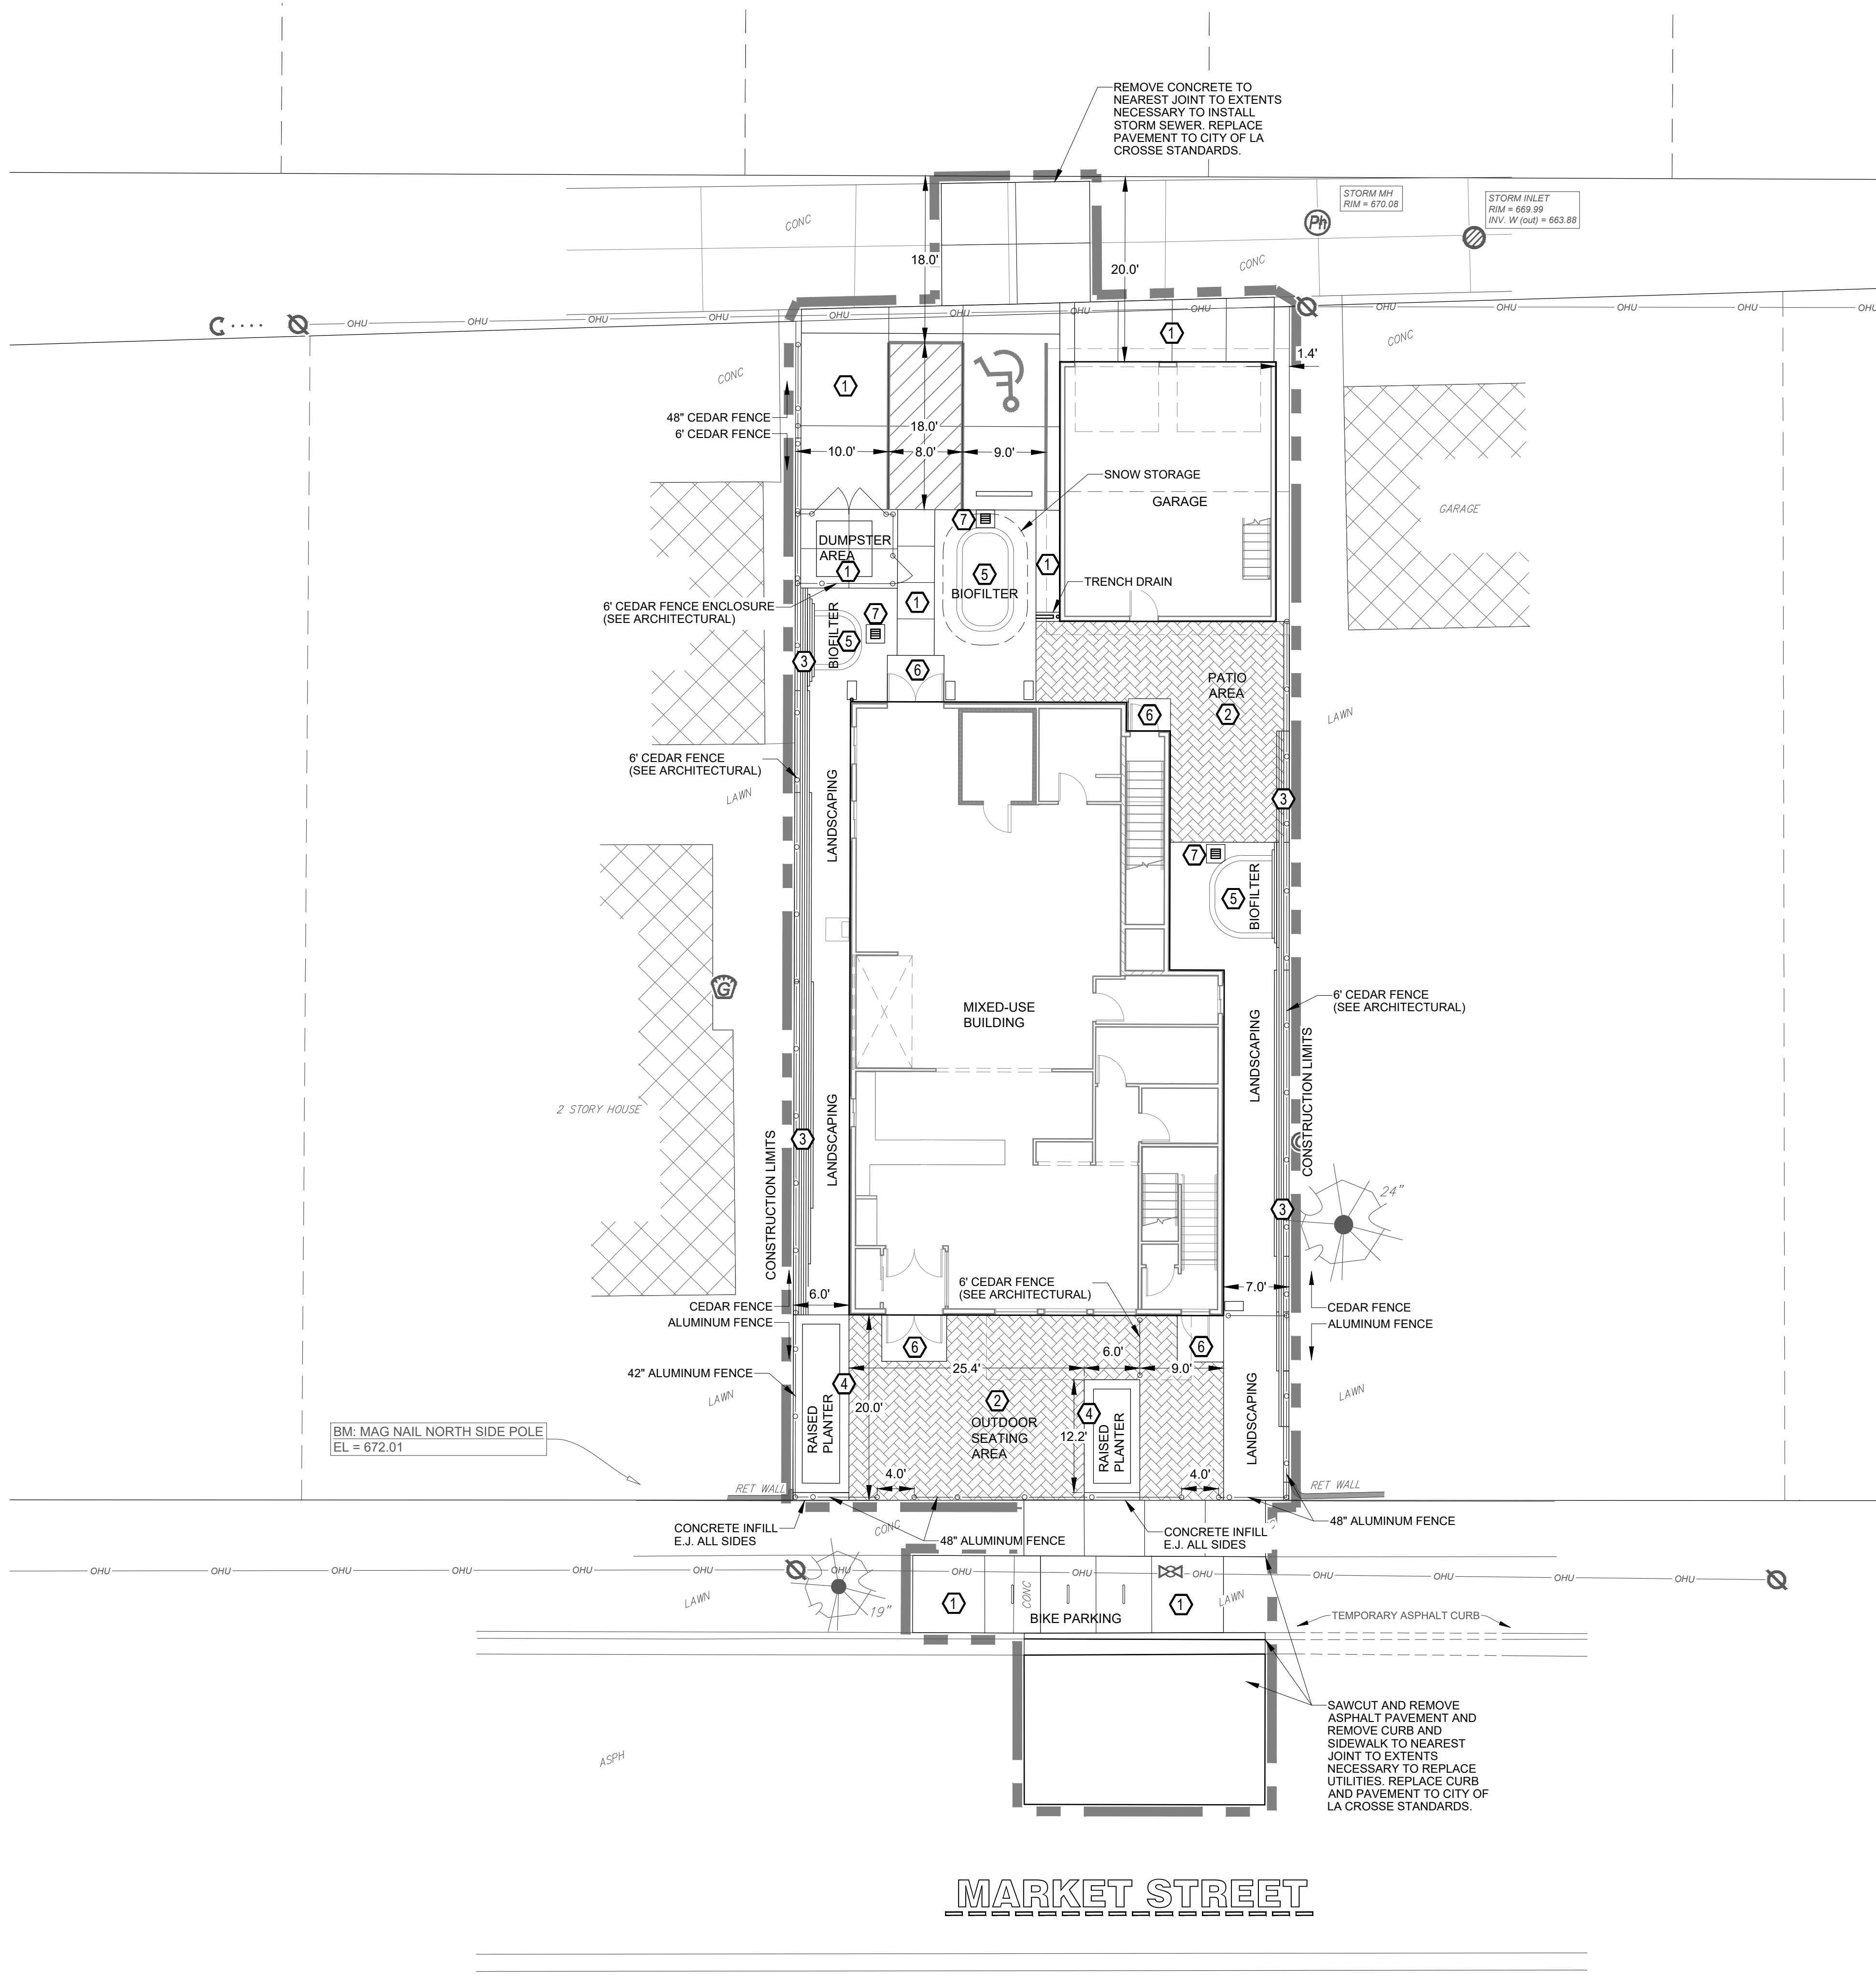 REMOVE CONCRETE TO
NEAREST JOINT TO EXTENTS
NECESSARY TO INSTALL
STORM SEWER. REPLACE
PAVEMENT TO CITY OF LA
CROSSE STANDARDS.
STORM MH
RIM = 670.08
STORM INLET
RIM = 669.99
INV. W (out) = 663.88
CONC
Ph
18.0'
20.0'
CONC
C
OHU OHU OHU OHU OHU OHU OHU OHU OHU OHU OHU OHU OHU
1
CONC
1.4'
CONC
1
48" CEDAR FENCE
18.0'
6' CEDAR FENCE
10.0'
8.0'
9.0'
SNOW STORAGE
GARAGE
GARAGE
7
DUMPSTER
AREA
1
5
BIOFILTER
1
TRENCH DRAIN
6' CEDAR FENCE ENCLOSURE
(SEE ARCHITECTURAL)
1
7
BIOFILTER
5
3
6
PATIO
AREA
2
6
LAWN
6' CEDAR FENCE
(SEE ARCHITECTURAL)
LAWN
LANDSCAPING
3
7
5
BIOFILTER
G
MIXED-USE
BUILDING
6' CEDAR FENCE
(SEE ARCHITECTURAL)
LANDSCAPING
CONSTRUCTION LIMITS
2 STORY HOUSE
LANDSCAPING
3
CONSTRUCTION LIMITS
24"
3
6' CEDAR FENCE
(SEE ARCHITECTURAL)
7.0'
6.0'
CEDAR FENCE
ALUMINUM FENCE
CEDAR FENCE
ALUMINUM FENCE
6
6
6.0'
25.4'
9.0'
42" ALUMINUM FENCE
4
LAWN
RAISED
PLANTER
20.0'
2
OUTDOOR
SEATING
AREA
4
12.2'
RAISED
PLANTER
LANDSCAPING
LAWN
BM: MAG NAIL NORTH SIDE POLE
EL = 672.01
4.0'
4.0'
RET WALL
RET WALL
CONCRETE INFILL
E.J. ALL SIDES
CONC
48" ALUMINUM FENCE
CONCRETE INFILL
E.J. ALL SIDES
48" ALUMINUM FENCE
OHU OHU OHU OHU OHU OHU OHU OHU OHU OHU OHU OHU OHU OHU
LAWN
19"
1
CONC
BIKE PARKING
1
LAWN
TEMPORARY ASPHALT CURB
ASPH
SAWCUT AND REMOVE
ASPHALT PAVEMENT AND
REMOVE CURB AND
SIDEWALK TO NEAREST
JOINT TO EXTENTS
NECESSARY TO REPLACE
UTILITIES. REPLACE CURB
AND PAVEMENT TO CITY OF
LA CROSSE STANDARDS.
MARKET STREET